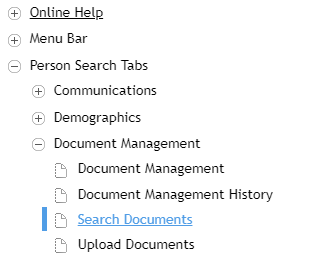 Online Help
Menu Bar
Person Search Tabs
Communications
Demographics
Document Management
Document Management
Document Management History
Search Documents
Upload Documents